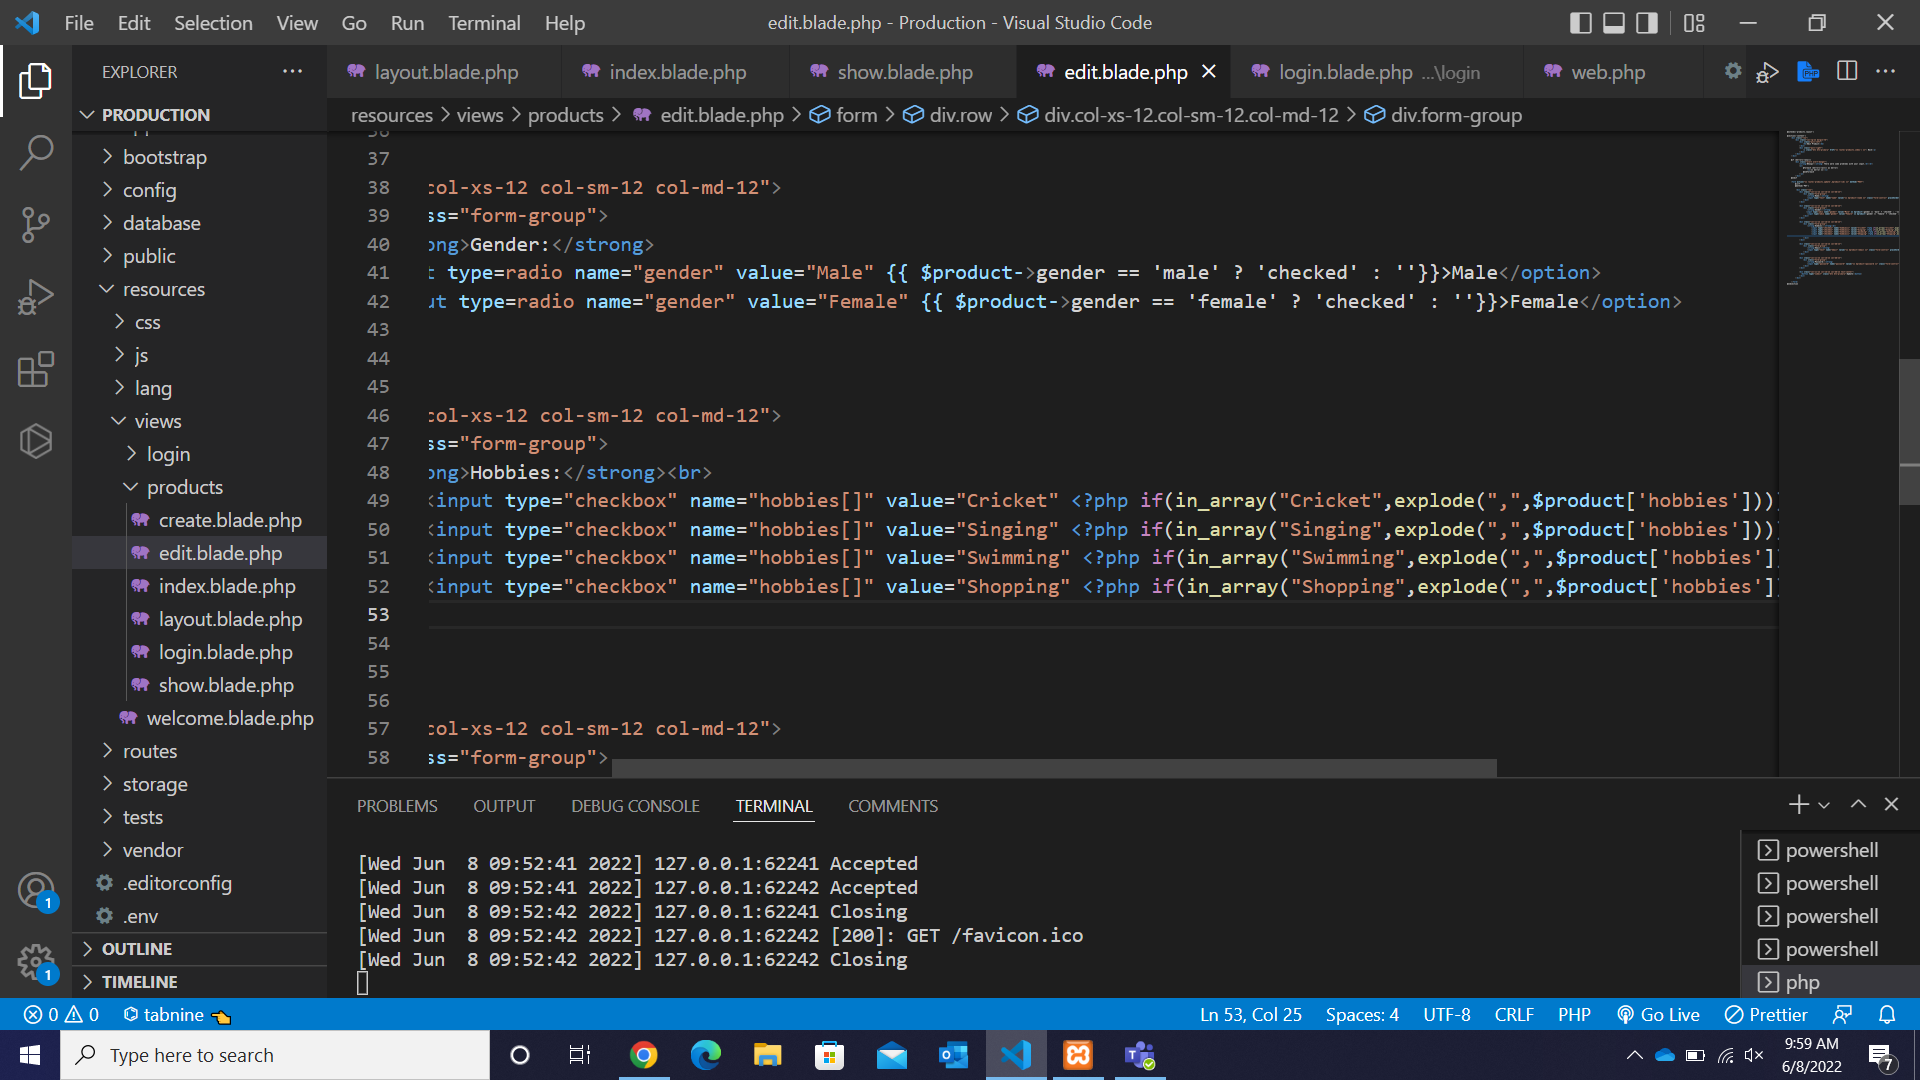 File Edit Selection View Go Run Terminal Help
edit.blade.php - Production - Visual Studio Code
EXPLORER
layout.blade.php
index.blade.php
show.blade.php
edit.blade.php
login.blade.php ...\login
web.php
PRODUCTION
resources > views > products > edit.blade.php > form > div.row > div.col-xs-12.col-sm-12.col-md-12 > div.form-group
bootstrap
config
database
public
resources
css
js
lang
views
login
products
create.blade.php
edit.blade.php
index.blade.php
layout.blade.php
login.blade.php
show.blade.php
welcome.blade.php
routes
storage
tests
vendor
.editorconfig
.env
OUTLINE
TIMELINE
37
38 col-xs-12 col-sm-12 col-md-12">
39 ss="form-group">
40 ong>Gender:</strong>
41 t type=radio name="gender" value="Male" {{ $product->gender == 'male' ? 'checked' : ''}}>Male</option>
42 ut type=radio name="gender" value="Female" {{ $product->gender == 'female' ? 'checked' : ''}}>Female</option>
43
44
45
46 col-xs-12 col-sm-12 col-md-12">
47 ss="form-group">
48 ong>Hobbies:</strong><br>
49 <input type="checkbox" name="hobbies[]" value="Cricket" <?php if(in_array("Cricket",explode(",",$product['hobbies'])))
50 <input type="checkbox" name="hobbies[]" value="Singing" <?php if(in_array("Singing",explode(",",$product['hobbies'])))
51 <input type="checkbox" name="hobbies[]" value="Swimming" <?php if(in_array("Swimming",explode(",",$product['hobbies']
52 <input type="checkbox" name="hobbies[]" value="Shopping" <?php if(in_array("Shopping",explode(",",$product['hobbies']
53
54
55
56
57 col-xs-12 col-sm-12 col-md-12">
58 ss="form-group">
PROBLEMS OUTPUT DEBUG CONSOLE TERMINAL COMMENTS
[Wed Jun  8 09:52:41 2022] 127.0.0.1:62241 Accepted
[Wed Jun  8 09:52:41 2022] 127.0.0.1:62242 Accepted
[Wed Jun  8 09:52:42 2022] 127.0.0.1:62241 Closing
[Wed Jun  8 09:52:42 2022] 127.0.0.1:62242 [200]: GET /favicon.ico
[Wed Jun  8 09:52:42 2022] 127.0.0.1:62242 Closing
powershell
powershell
powershell
powershell
php
1
1
0 0 tabnine
Ln 53, Col 25 Spaces: 4 UTF-8 CRLF PHP Go Live Prettier
Type here to search
9:59 AM
6/8/2022
7